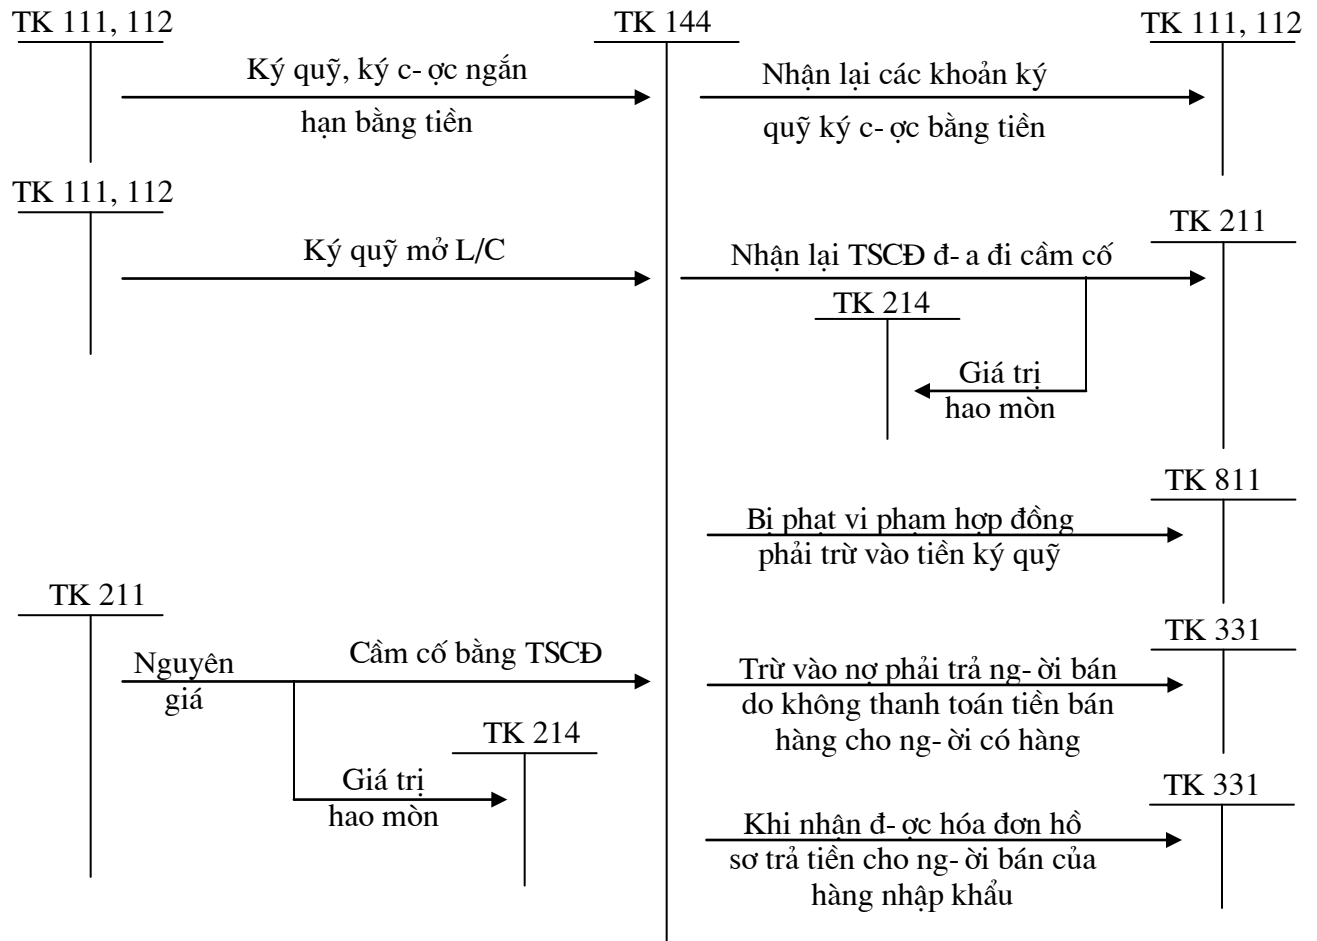 TK 111, 112
TK 144
TK 111, 112
Ký quỹ, ký c- ợc ngắn
hạn bằng tiền
Nhận lại các khoản ký
quỹ ký c- ợc bằng tiền
TK 111, 112
Ký quỹ mở L/C
TK 211
Nhận lại TSCĐ đ- a đi cầm cố
TK 214
Giá trị
hao mòn
TK 811
Bị phạt vi phạm hợp đồng
phải trừ vào tiền ký quỹ
TK 211
Nguyên
giá
Cầm cố bằng TSCĐ
TK 214
Giá trị
hao mòn
TK 331
Trừ vào nợ phải trả ng- ời bán
do không thanh toán tiền bán
hàng cho ng- ời có hàng
TK 331
Khi nhận đ- ợc hóa đơn hồ
sơ trả tiền cho ng- ời bán của
hàng nhập khẩu